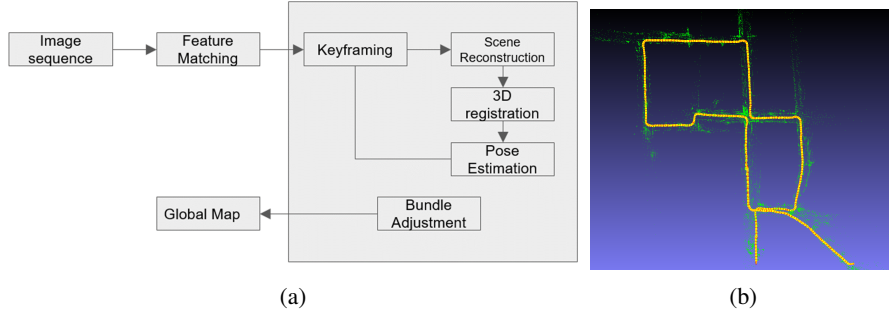 Image
sequence
Feature
Matching
Keyframing
Scene
Reconstruction
3D
registration
Pose
Estimation
Global Map
Bundle
Adjustment
(a)
(b)